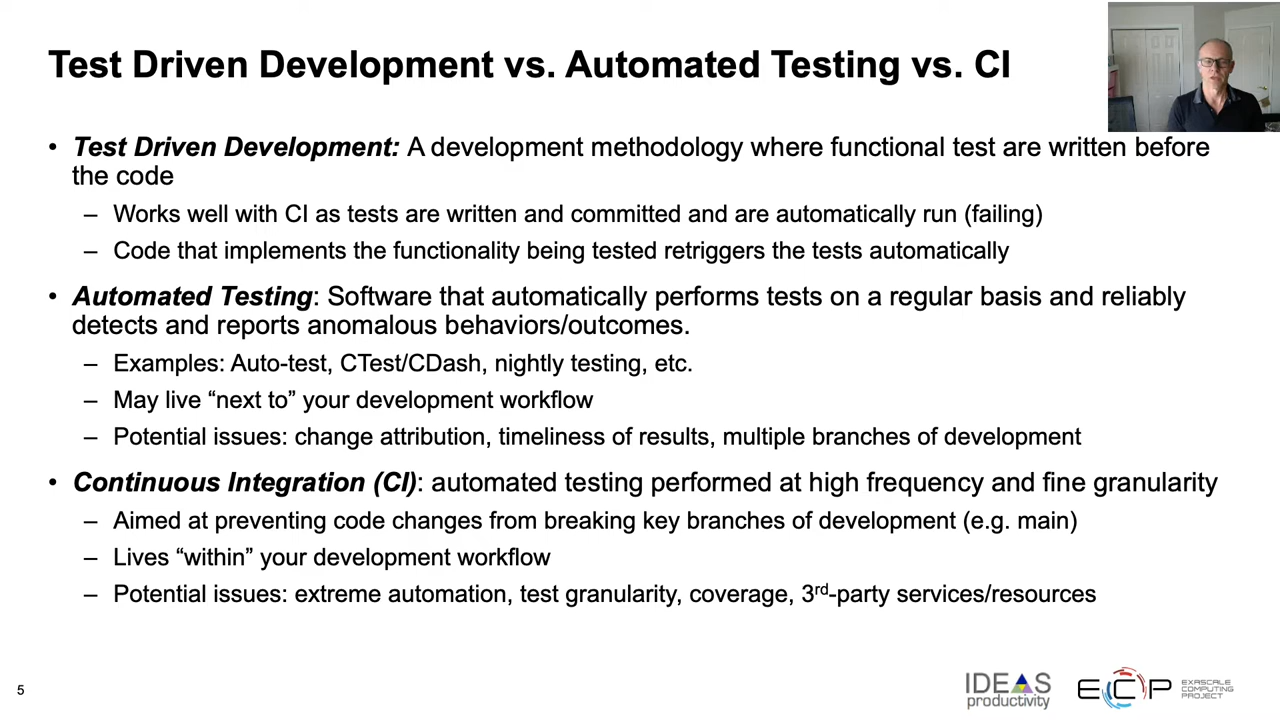 Test Driven Development vs. Automated Testing vs. CI
• Test Driven Development: A development methodology where functional test are written before
the code
– Works well with CI as tests are written and committed and are automatically run (failing)
– Code that implements the functionality being tested retriggers the tests automatically
• Automated Testing: Software that automatically performs tests on a regular basis and reliably
detects and reports anomalous behaviors/outcomes.
– Examples: Auto-test, CTest/CDash, nightly testing, etc.
– May live “next to” your development workflow
– Potential issues: change attribution, timeliness of results, multiple branches of development
• Continuous Integration (CI): automated testing performed at high frequency and fine granularity
– Aimed at preventing code changes from breaking key branches of development (e.g. main)
– Lives “within” your development workflow
– Potential issues: extreme automation, test granularity, coverage, 3rd-party services/resources
5
IDEAS
productivity
ECP
EXASCALE
COMPUTING
PROJECT